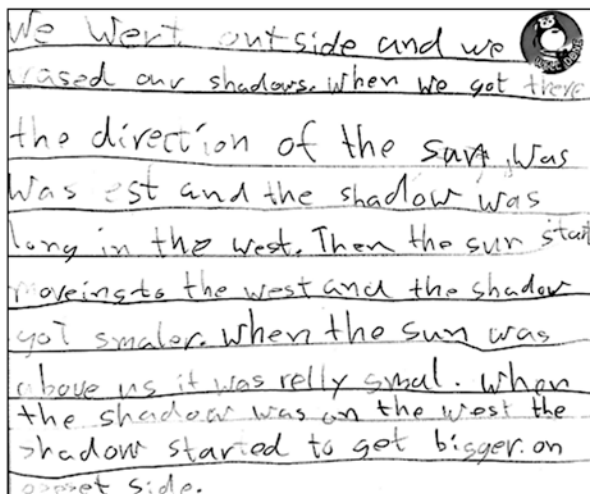 We Wert outside and we
rased our shadows. When we got there
the direction of the sun, was
was est and the shadow was
long in the west. Then the sun start
moveing to the west and the shadow
got smaler. When the sun was
above us it was relly smal. When
the shadow was on the west the
shadow started to get bigger. on
side.